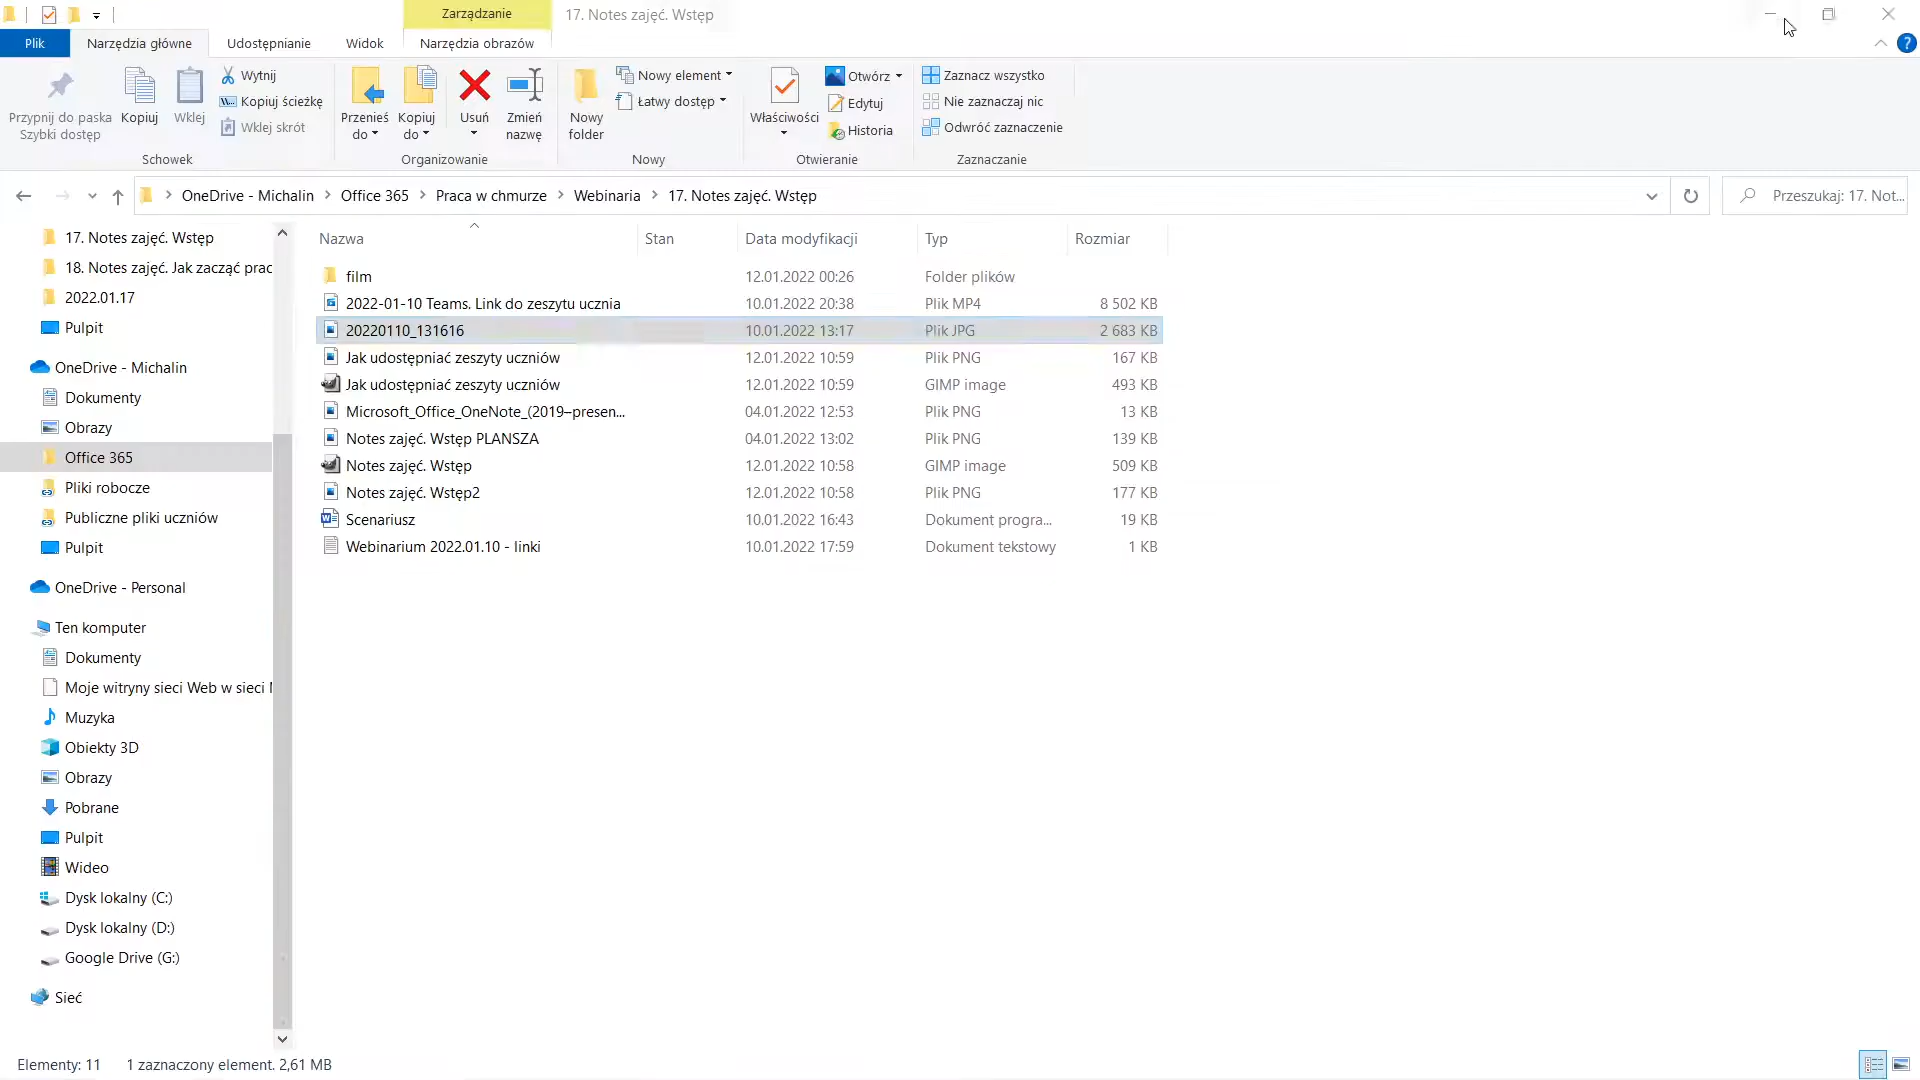 Zarządzanie
17. Notes zajęć. Wstęp
Plik
Narzędzia główne
Udostępnianie
Widok
Narzędzia obrazów
?
Przypnij do paska
Szybki dostęp
Kopiuj
Wklej
Wytnij
Kopiuj ścieżkę
Wklej skrót
Schowek
Przenieś
do
Kopiuj
do
Usuń
Zmień
nazwę
Organizowanie
Nowy
folder
Nowy element
Łatwy dostęp
Nowy
Właściwości
Otwórz
Edytuj
Historia
Otwieranie
Zaznacz wszystko
Nie zaznaczaj nic
Odwróć zaznaczenie
Zaznaczanie
OneDrive - Michalin
Office 365
Praca w chmurze
Webinaria
17. Notes zajęć. Wstęp
Przeszukaj: 17. Not...
17. Notes zajęć. Wstęp
18. Notes zajęć. Jak zacząć prac
2022.01.17
Pulpit
OneDrive - Michalin
Dokumenty
Obrazy
Office 365
Pliki robocze
Publiczne pliki uczniów
Pulpit
OneDrive - Personal
Ten komputer
Dokumenty
Moje witryny sieci Web w sieci
Muzyka
Obiekty 3D
Obrazy
Pobrane
Pulpit
Wideo
Dysk lokalny (C:)
Dysk lokalny (D:)
Google Drive (G:)
Sieć
Nazwa Stan Data modyfikacji Typ Rozmiar
film 12.01.2022 00:26 Folder plików
2022-01-10 Teams. Link do zeszytu ucznia 10.01.2022 20:38 Plik MP4 8 502 KB
20220110_131616 10.01.2022 13:17 Plik JPG 2 683 KB
Jak udostępniać zeszyty uczniów 12.01.2022 10:59 Plik PNG 167 KB
Jak udostępniać zeszyty uczniów 12.01.2022 10:59 GIMP image 493 KB
Microsoft_Office_OneNote_(2019–presen... 04.01.2022 12:53 Plik PNG 13 KB
Notes zajęć. Wstęp PLANSZA 04.01.2022 13:02 Plik PNG 139 KB
Notes zajęć. Wstęp 12.01.2022 10:58 GIMP image 509 KB
Notes zajęć. Wstęp2 12.01.2022 10:58 Plik PNG 177 KB
Scenariusz 10.01.2022 16:43 Dokument progra... 19 KB
Webinarium 2022.01.10 - linki 10.01.2022 17:59 Dokument tekstowy 1 KB
Elementy: 11 1 zaznaczony element. 2,61 MB